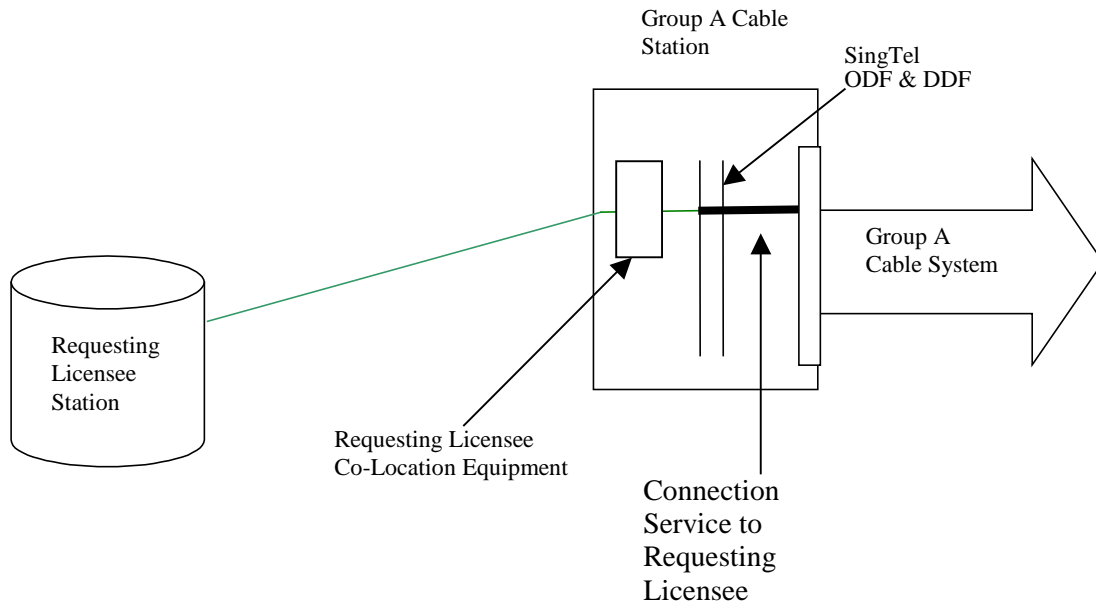 Group A Cable
Station
SingTel
ODF & DDF
Group A
Cable System
Requesting
Licensee
Station
Requesting Licensee
Co-Location Equipment
Connection
Service to
Requesting
Licensee